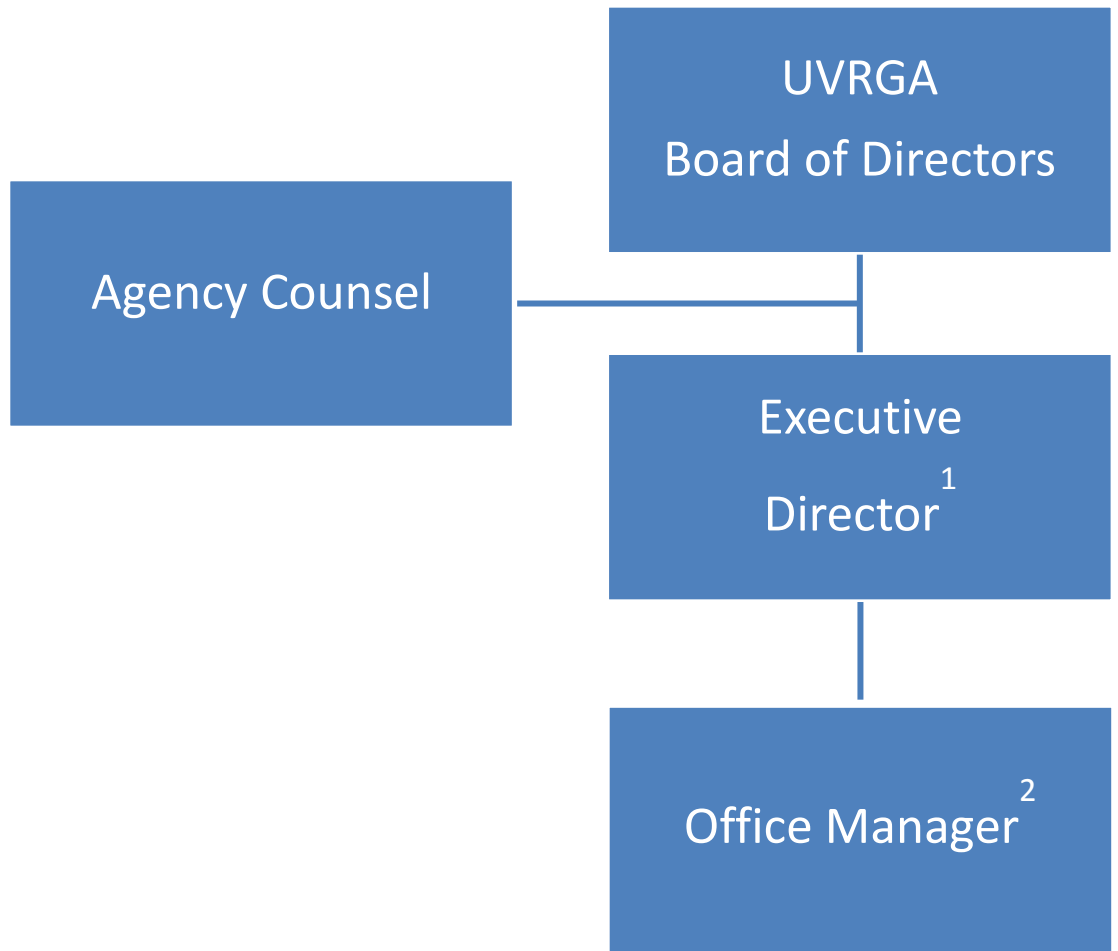 UVRGA
Board of Directors
Agency Counsel
Executive
Director1
Office Manager2